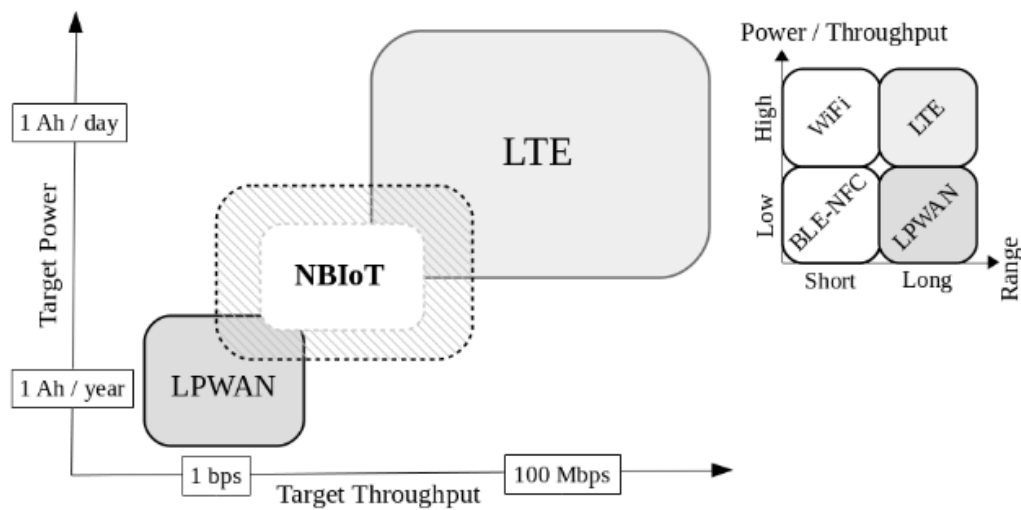 Power / Throughput
1 Ah / day
LTE
High
WiFi
LTE
Target Power
NBIoT
Low
BLE-NFC
LPWAN
Short
Long
Range
1 Ah / year
LPWAN
1 bps
100 Mbps
Target Throughput